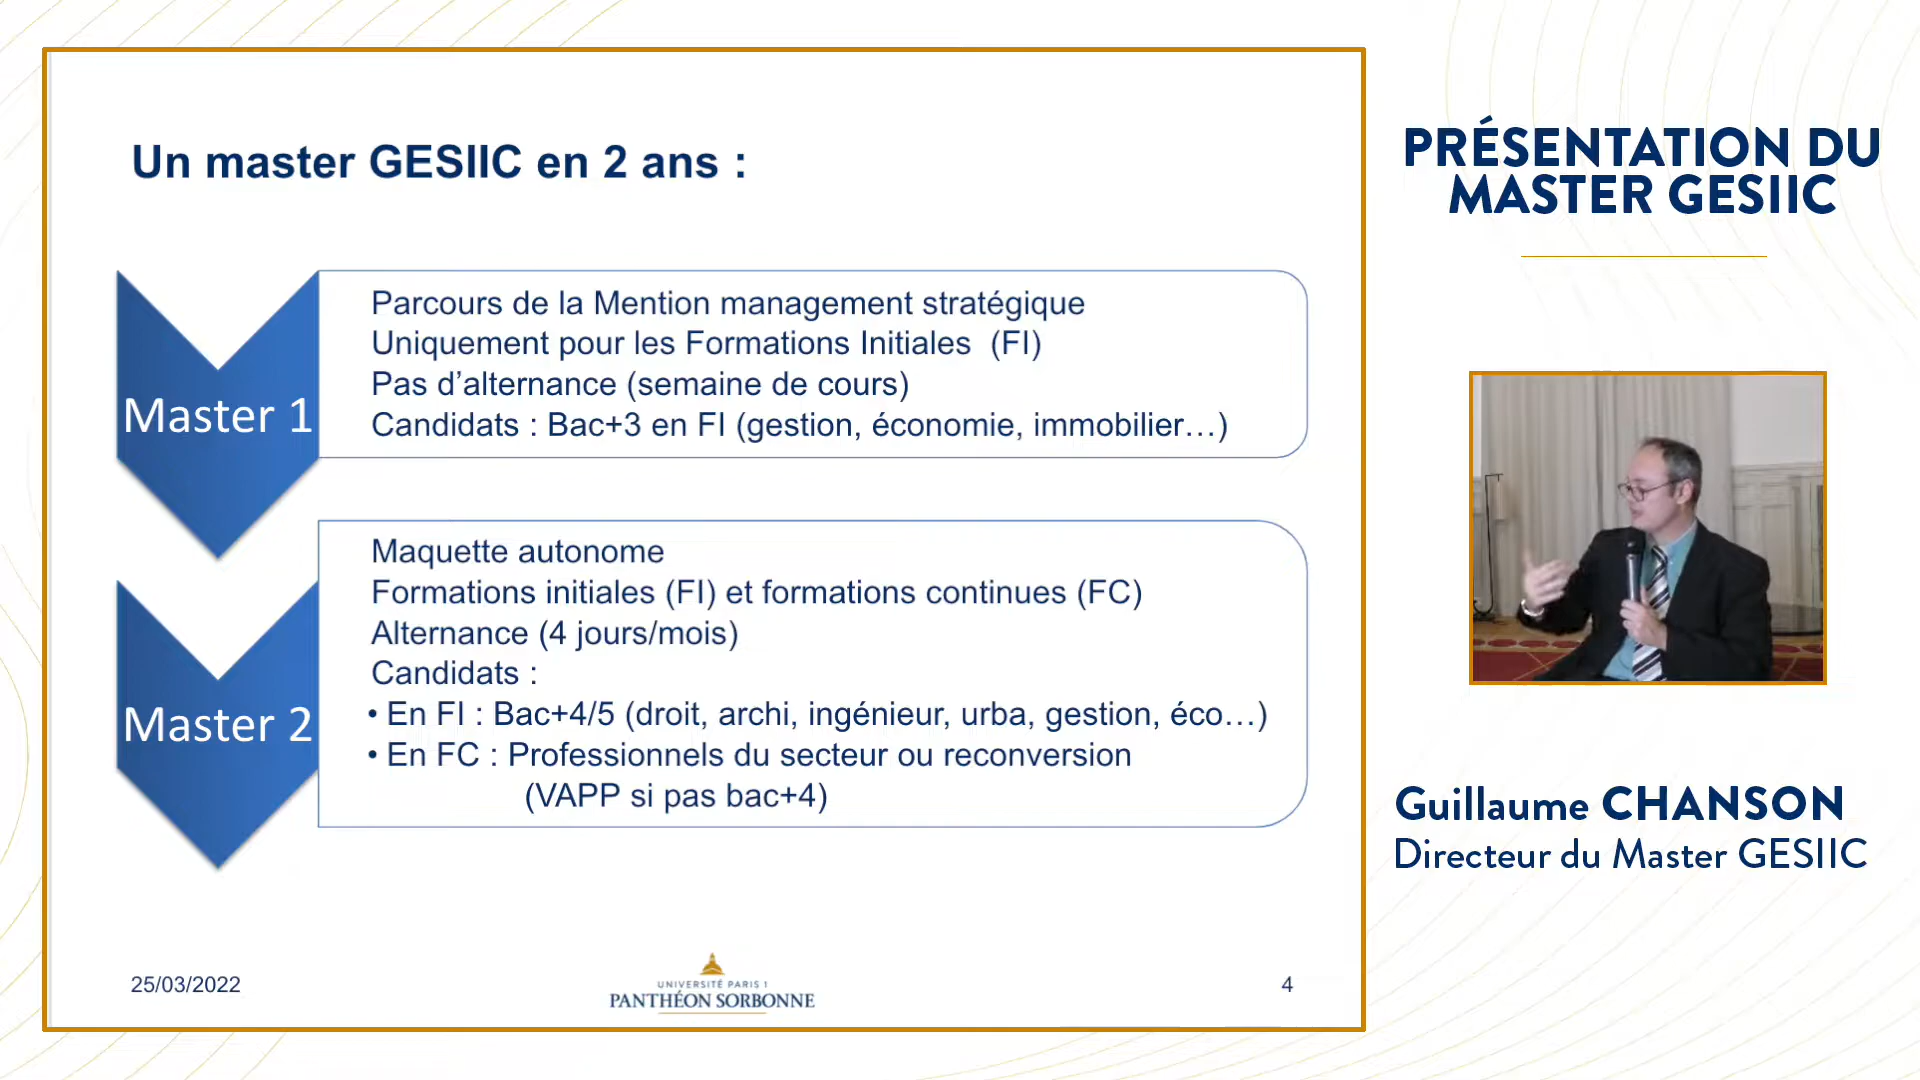 Un master GESIIC en 2 ans :
Master 1
Parcours de la Mention management stratégique
Uniquement pour les Formations Initiales (FI)
Pas d’alternance (semaine de cours)
Candidats : Bac+3 en FI (gestion, économie, immobilier…)
Master 2
Maquette autonome
Formations initiales (FI) et formations continues (FC)
Alternance (4 jours/mois)
Candidats :
• En FI : Bac+4/5 (droit, archi, ingénieur, urba, gestion, éco…)
• En FC : Professionnels du secteur ou reconversion
(VAPP si pas bac+4)
25/03/2022
UNIVERSITÉ PARIS 1
PANTHÉON SORBONNE
4
PRÉSENTATION DU
MASTER GESIIC
Guillaume CHANSON
Directeur du Master GESIIC